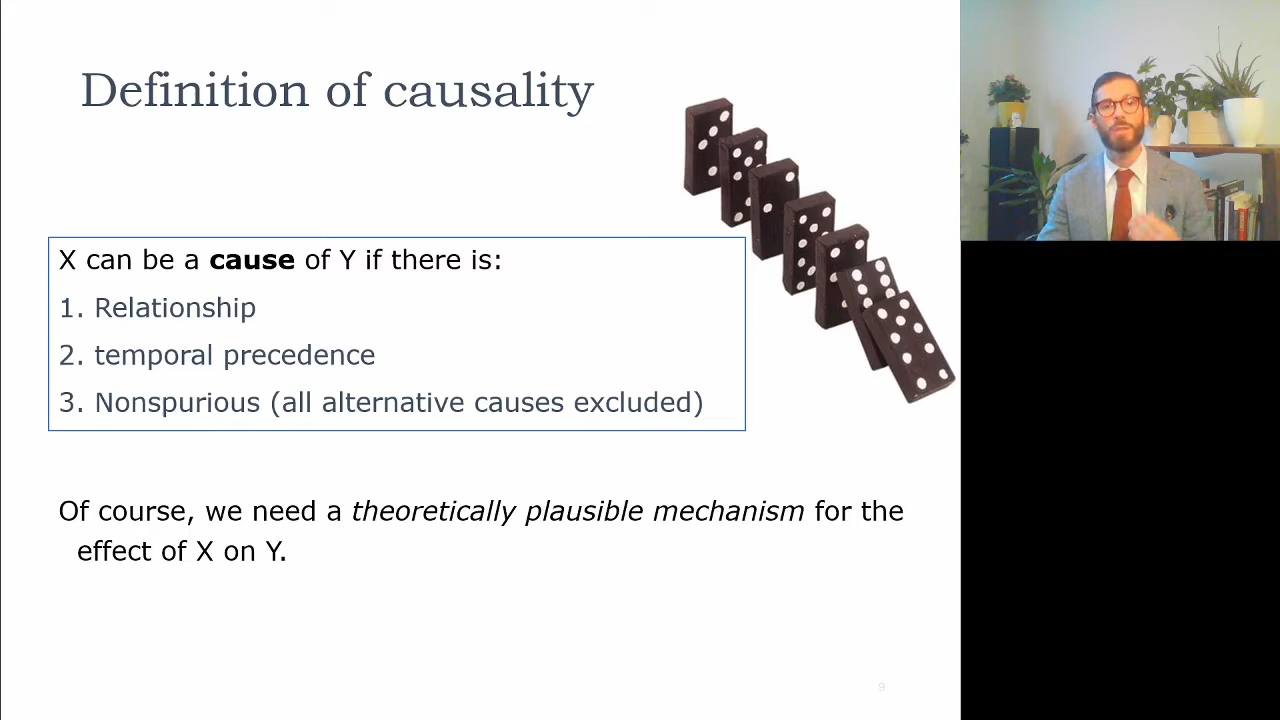 Definition of causality
X can be a cause of Y if there is:
1. Relationship
2. temporal precedence
3. Nonspurious (all alternative causes excluded)
Of course, we need a theoretically plausible mechanism for the
effect of X on Y.
9